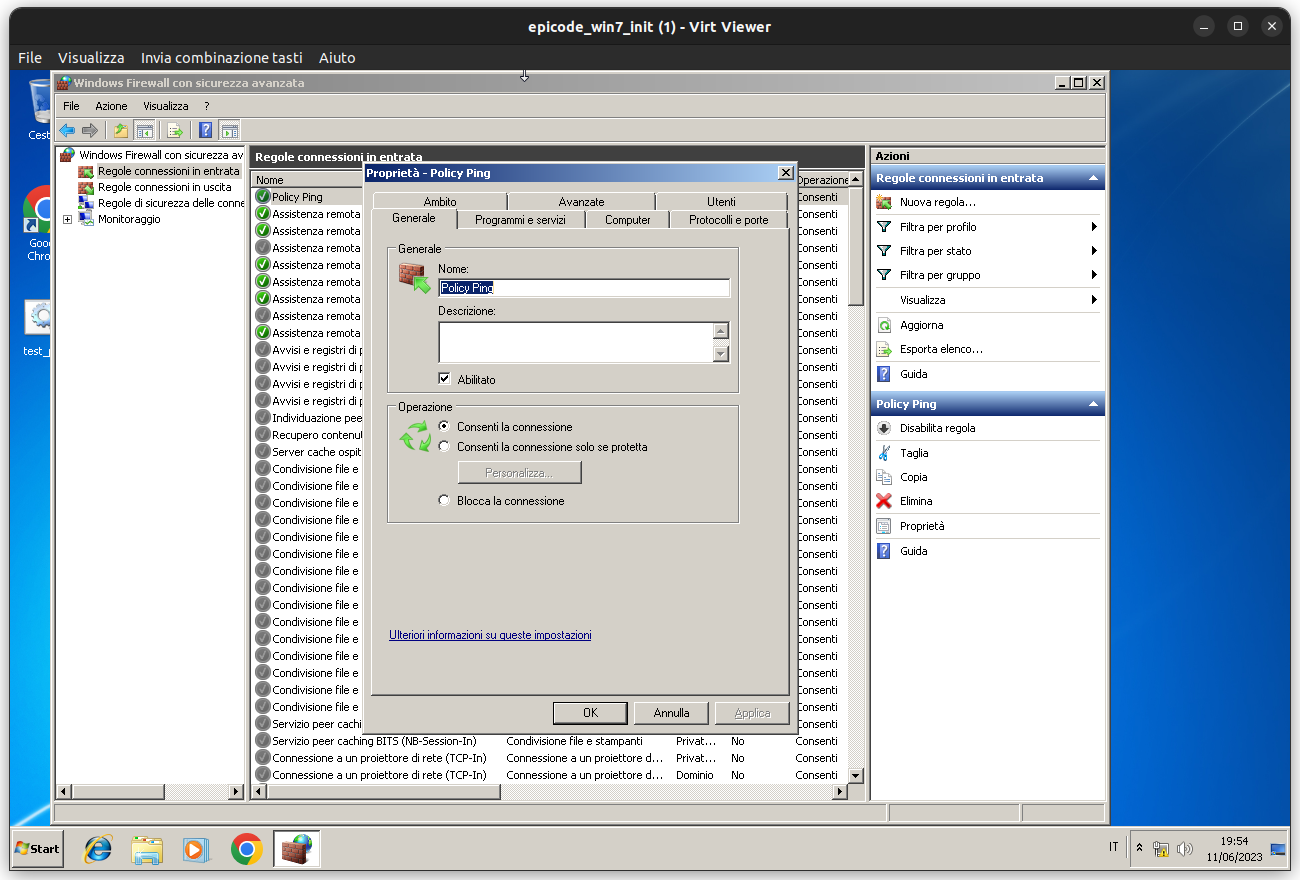 epicode_win7_init (1) - Virt Viewer
File Visualizza Invia combinazione tasti Aiuto
Windows Firewall con sicurezza avanzata
File Azione Visualizza ?
Windows Firewall con sicurezza av
Regole connessioni in entrata
Regole connessioni in uscita
Regole di sicurezza delle conne
Monitoraggio
Regole connessioni in entrata
Nome
Operazione
Policy Ping
Consenti
Assistenza remota
Consenti
Assistenza remota
Consenti
Assistenza remota
Consenti
Assistenza remota
Consenti
Assistenza remota
Consenti
Assistenza remota
Consenti
Assistenza remota
Consenti
Assistenza remota
Consenti
Avvisi e registri di p
Consenti
Avvisi e registri di p
Consenti
Avvisi e registri di p
Consenti
Avvisi e registri di p
Consenti
Individuazione pee
Consenti
Recupero contenut
Consenti
Server cache ospit
Consenti
Condivisione file e
Consenti
Condivisione file e
Consenti
Condivisione file e
Consenti
Condivisione file e
Consenti
Condivisione file e
Consenti
Condivisione file e
Consenti
Condivisione file e
Consenti
Condivisione file e
Consenti
Condivisione file e
Consenti
Condivisione file e
Consenti
Condivisione file e
Consenti
Condivisione file e
Consenti
Condivisione file e
Consenti
Condivisione file e
Consenti
Condivisione file e
Consenti
Servizio peer cachi
Consenti
Servizio peer caching BITS (NB-Session-In) Condivisione file e stampanti Privat... No Consenti
Connessione a un proiettore di rete (TCP-In) Connessione a un proiettore d... Privat... No Consenti
Connessione a un proiettore di rete (TCP-In) Connessione a un proiettore d... Dominio No Consenti
Proprietà - Policy Ping
Ambito Avanzate Utenti
Generale Programmi e servizi Computer Protocolli e porte
Generale
Nome:
Policy Ping
Descrizione:
Abilitato
Operazione
Consenti la connessione
Consenti la connessione solo se protetta
Personalizza...
Blocca la connessione
Ulteriori informazioni su queste impostazioni
OK Annulla Applica
Azioni
Regole connessioni in entrata
Nuova regola...
Filtra per profilo
Filtra per stato
Filtra per gruppo
Visualizza
Aggiorna
Esporta elenco...
Guida
Policy Ping
Disabilita regola
Taglia
Copia
Elimina
Proprietà
Guida
Cest
Goo
Chro
test_
Start
IT
19:54
11/06/2023